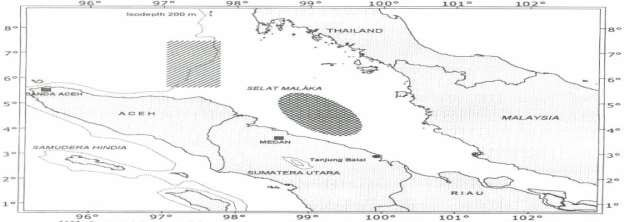 95° 96° 97° 98° 99° 100° 101° 102°
Isodepth 200 m
8° 8°
THAILAND
7° 7°
6° 6°
SELAT MALAKA
BANDA ACEH
5° 5°
ACEH
MALAYSIA
4° 4°
MEDAN
SAMUDERA HINDIA
3° 3°
Tanjung Balai
SUMATERA UTARA
2° 2°
RIAU
1° 1°
96° 97° 98° 99° 100° 101° 102°